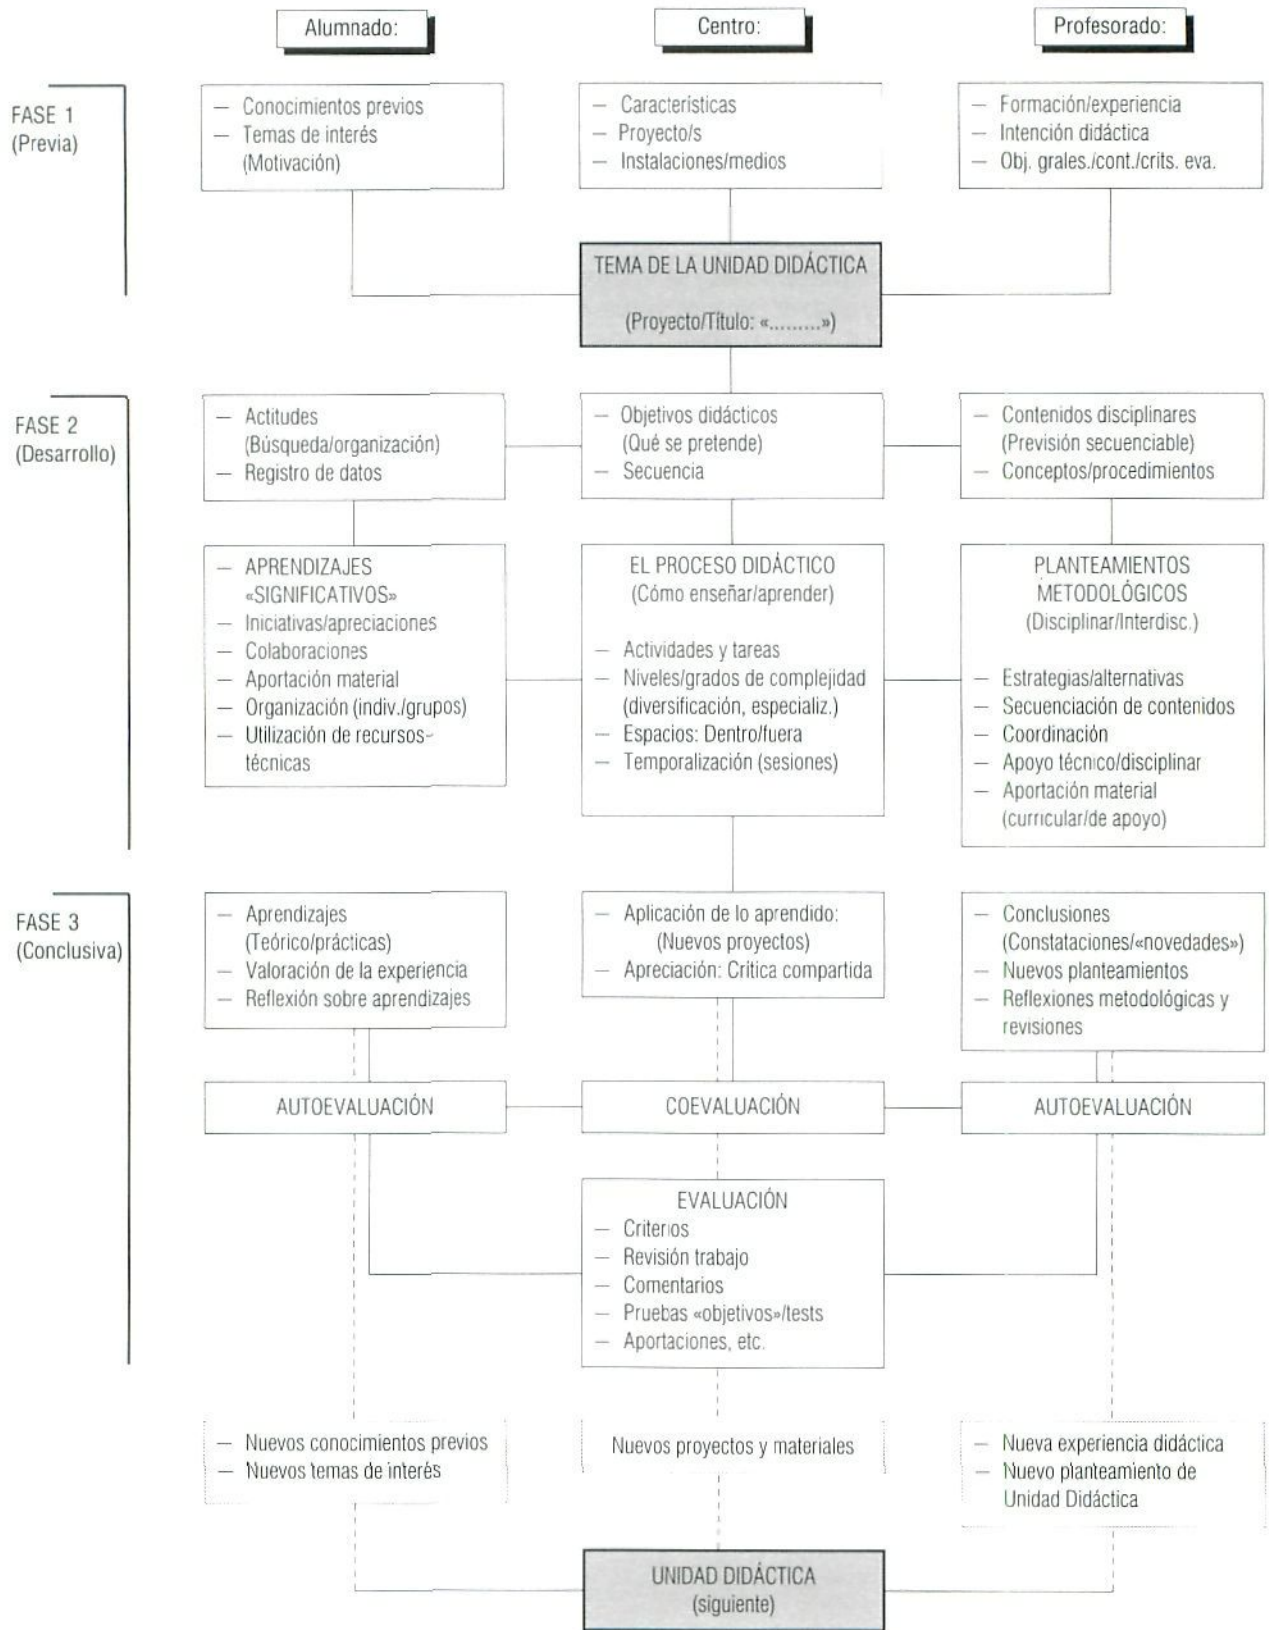 Alumnado:
Centro:
Profesorado:
FASE 1
(Previa)
— Conocimientos previos
— Temas de interés
(Motivación)
— Características
— Proyecto/s
— Instalaciones/medios
— Formación/experiencia
— Intención didáctica
— Obj. grales./cont./crits. eva.
TEMA DE LA UNIDAD DIDÁCTICA
(Proyecto/Título: «.........»)
FASE 2
(Desarrollo)
— Actitudes
(Búsqueda/organización)
— Registro de datos
— Objetivos didácticos
(Qué se pretende)
— Secuencia
— Contenidos disciplinares
(Previsión secuenciable)
— Conceptos/procedimientos
— APRENDIZAJES
«SIGNIFICATIVOS»
— Iniciativas/apreciaciones
— Colaboraciones
— Aportación material
— Organización (indiv./grupos)
— Utilización de recursos-
técnicas
EL PROCESO DIDÁCTICO
(Cómo enseñar/aprender)
— Actividades y tareas
— Niveles/grados de complejidad
(diversificación, especializ.)
— Espacios: Dentro/fuera
— Temporalización (sesiones)
PLANTEAMIENTOS
METODOLÓGICOS
(Disciplinar/Interdisc.)
— Estrategias/alternativas
— Secuenciación de contenidos
— Coordinación
— Apoyo técnico/disciplinar
— Aportación material
(curricular/de apoyo)
FASE 3
(Conclusiva)
— Aprendizajes
(Teórico/prácticas)
— Valoración de la experiencia
— Reflexión sobre aprendizajes
— Aplicación de lo aprendido:
(Nuevos proyectos)
— Apreciación: Crítica compartida
— Conclusiones
(Constataciones/«novedades»)
— Nuevos planteamientos
— Reflexiones metodológicas y
revisiones
AUTOEVALUACIÓN
COEVALUACIÓN
AUTOEVALUACIÓN
EVALUACIÓN
— Criterios
— Revisión trabajo
— Comentarios
— Pruebas «objetivos»/tests
— Aportaciones, etc.
— Nuevos conocimientos previos
— Nuevos temas de interés
Nuevos proyectos y materiales
— Nueva experiencia didáctica
— Nuevo planteamiento de
Unidad Didáctica
UNIDAD DIDÁCTICA
(siguiente)